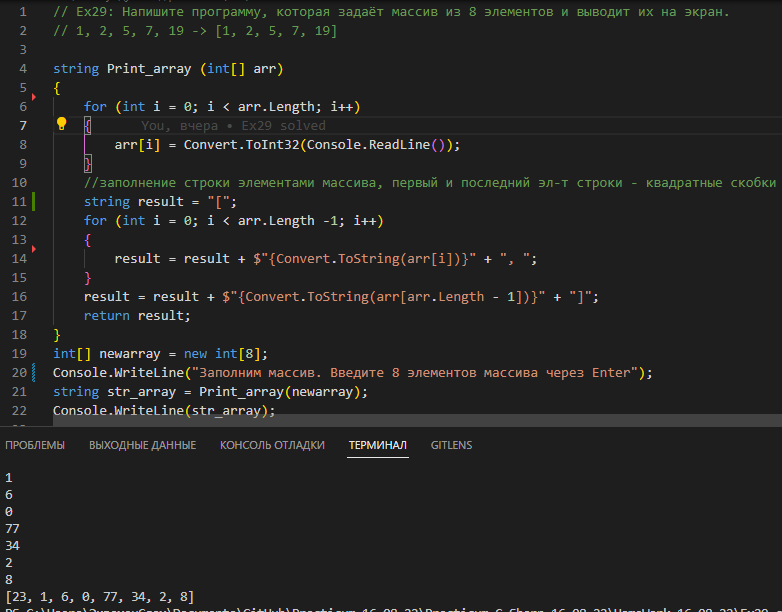 1 // Ex29: Напишите программу, которая задаёт массив из 8 элементов и выводит их на экран.
2 // 1, 2, 5, 7, 19 -> [1, 2, 5, 7, 19]
3
4 string Print_array (int[] arr)
5 {
6 for (int i = 0; i < arr.Length; i++)
7 { You, вчера • Ex29 solved
8 arr[i] = Convert.ToInt32(Console.ReadLine());
9 }
10 //заполнение строки элементами массива, первый и последний эл-т строки - квадратные скобки
11 string result = "[";
12 for (int i = 0; i < arr.Length -1; i++)
13 {
14 result = result + $"{Convert.ToString(arr[i])}" + ", ";
15 }
16 result = result + $"{Convert.ToString(arr[arr.Length - 1])}" + "]";
17 return result;
18 }
19 int[] newarray = new int[8];
20 Console.WriteLine("Заполним массив. Введите 8 элементов массива через Enter");
21 string str_array = Print_array(newarray);
22 Console.WriteLine(str_array);
ПРОБЛЕМЫ ВЫХОДНЫЕ ДАННЫЕ КОНСОЛЬ ОТЛАДКИ ТЕРМИНАЛ GITLENS
1
6
0
77
34
2
8
[23, 1, 6, 0, 77, 34, 2, 8]